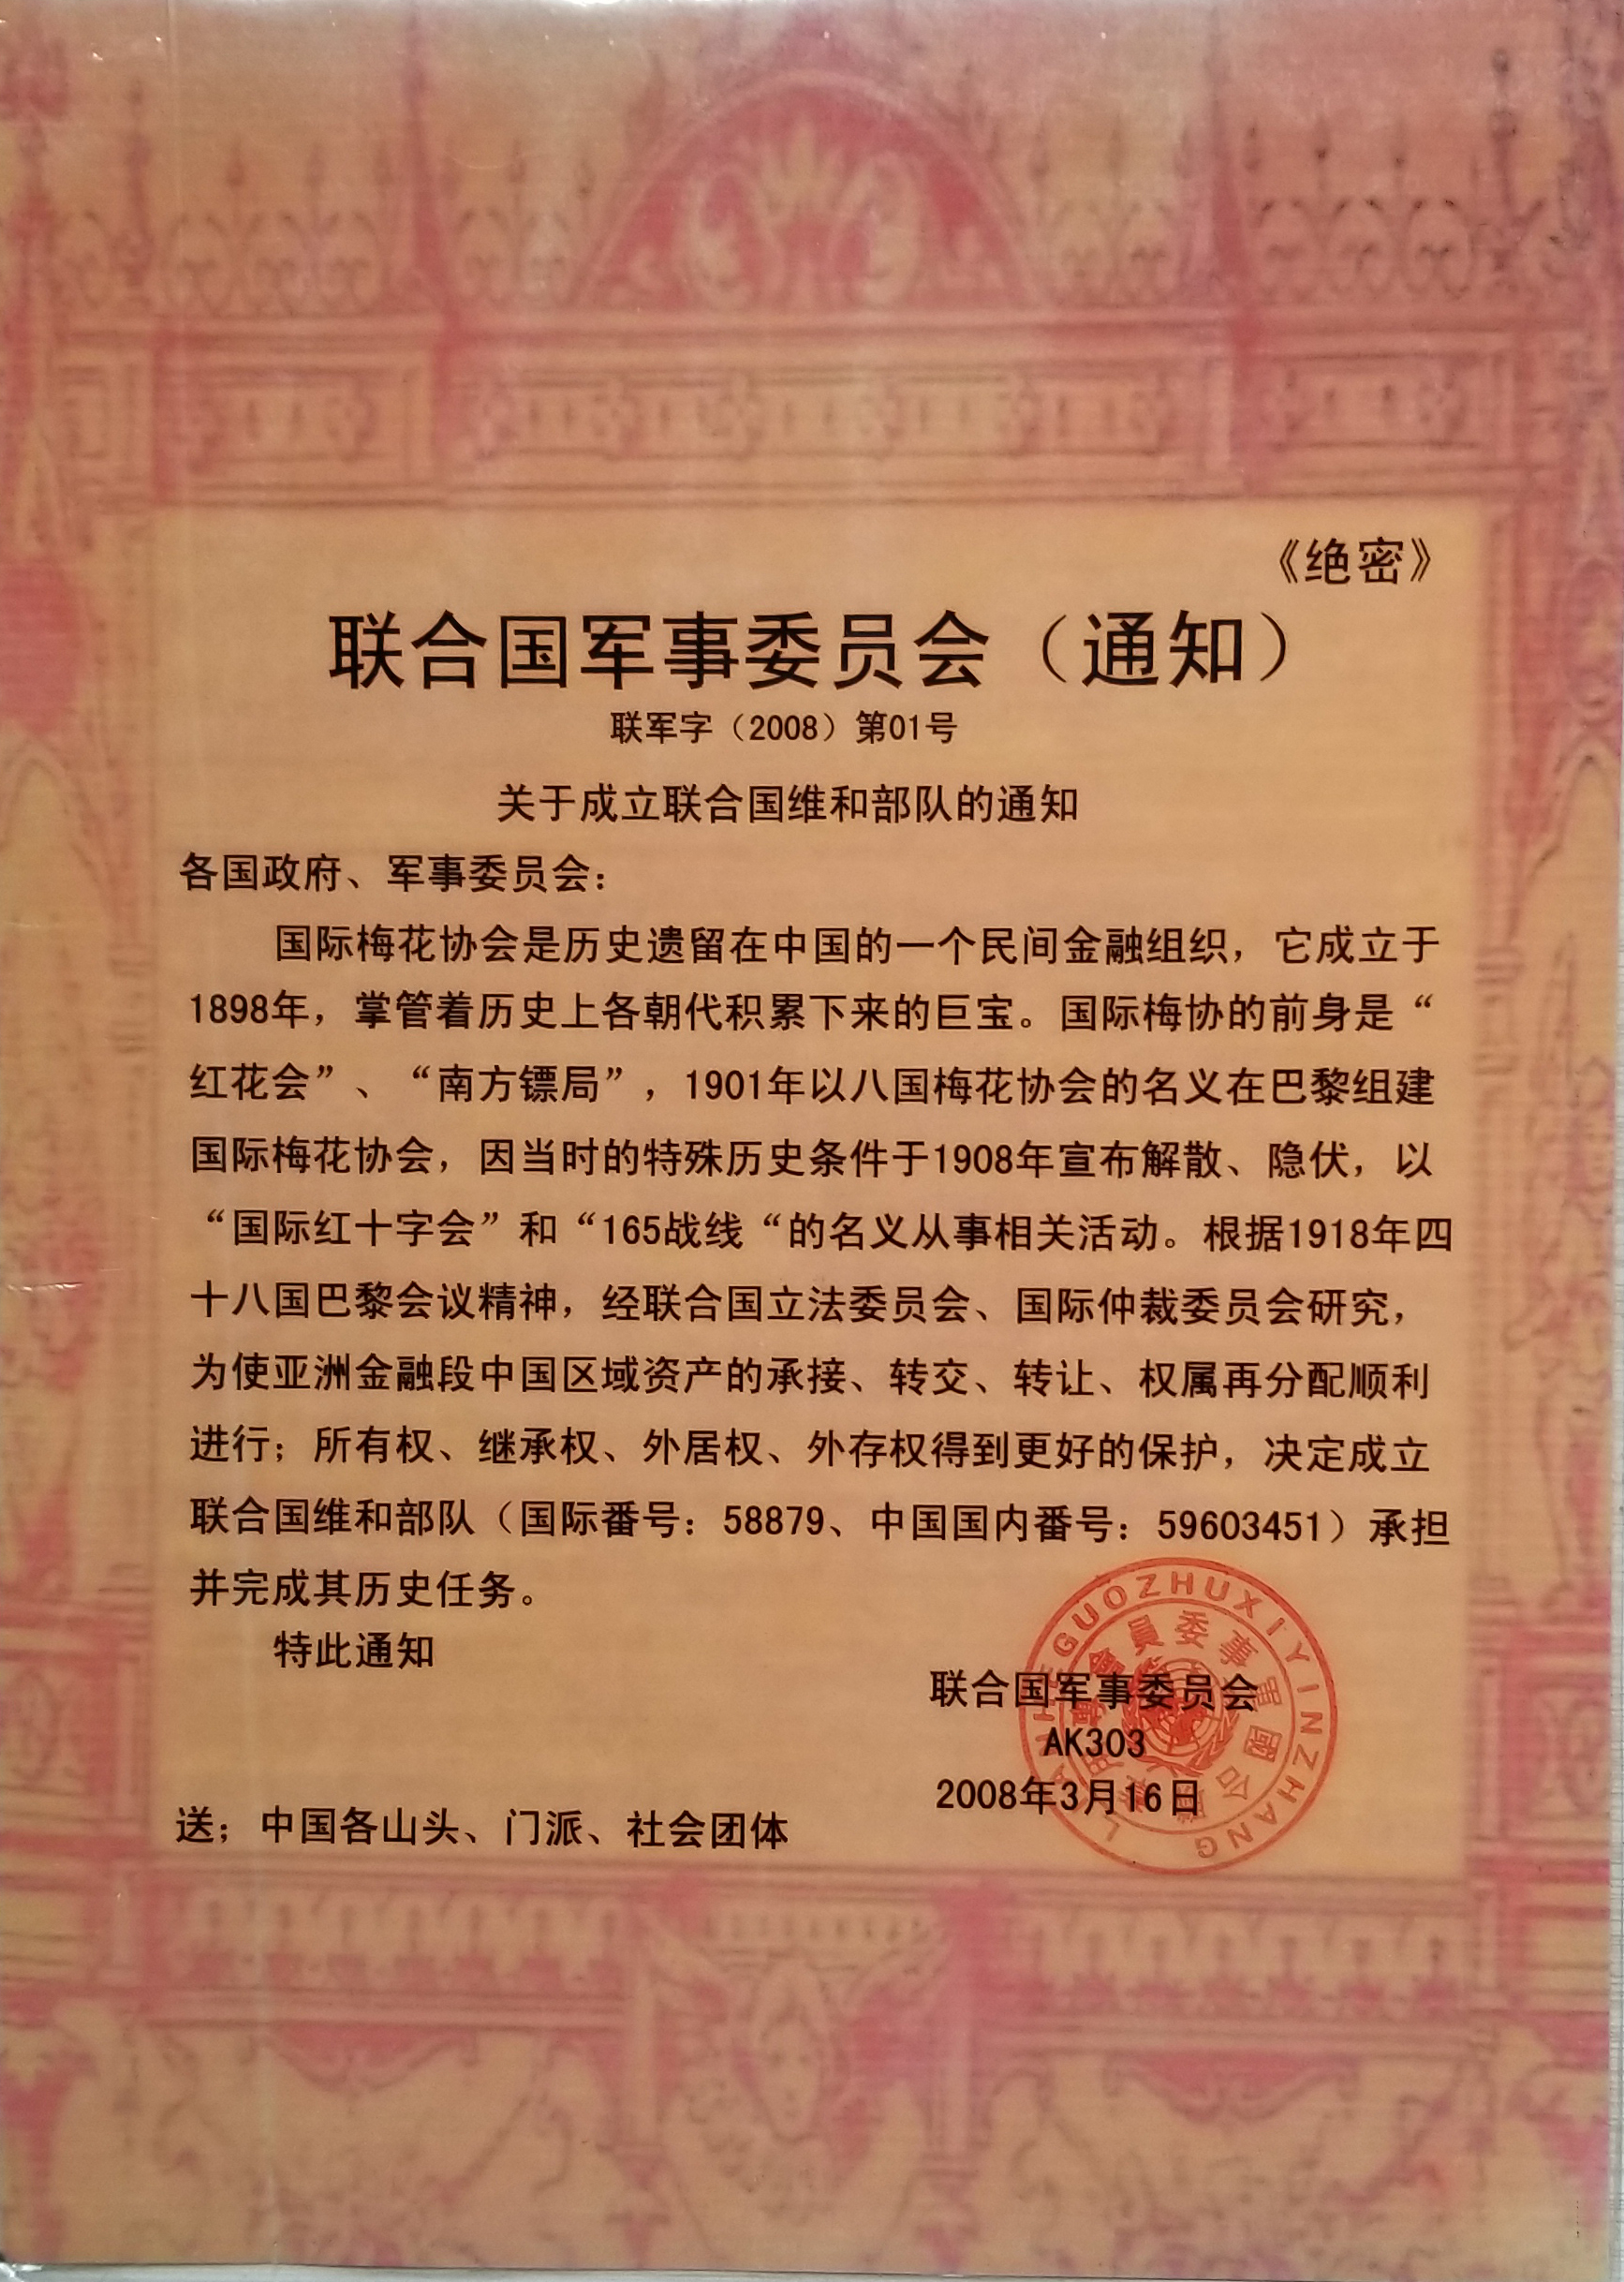 《绝密》
联合国军事委员会（通知）
联军字（2008）第01号
关于成立联合国维和部队的通知
各国政府、军事委员会：
国际梅花协会是历史遗留在中国的一个民间金融组织，它成立于
1898年，掌管着历史上各朝代积累下来的巨宝。国际梅协的前身是“
红花会”、“南方镖局”，1901年以八国梅花协会的名义在巴黎组建
国际梅花协会，因当时的特殊历史条件于1908年宣布解散、隐伏，以
“国际红十字会”和“165战线“的名义从事相关活动。根据1918年四
十八国巴黎会议精神，经联合国立法委员会、国际仲裁委员会研究，
为使亚洲金融段中国区域资产的承接、转交、转让、权属再分配顺利
进行；所有权、继承权、外居权、外存权得到更好的保护，决定成立
联合国维和部队（国际番号：58879、中国国内番号：59603451）承担
并完成其历史任务。
特此通知
联合国军事委员会
AK303
2008年3月16日
送；中国各山头、门派、社会团体
LIANHEGUOZHUXIYINZHANG